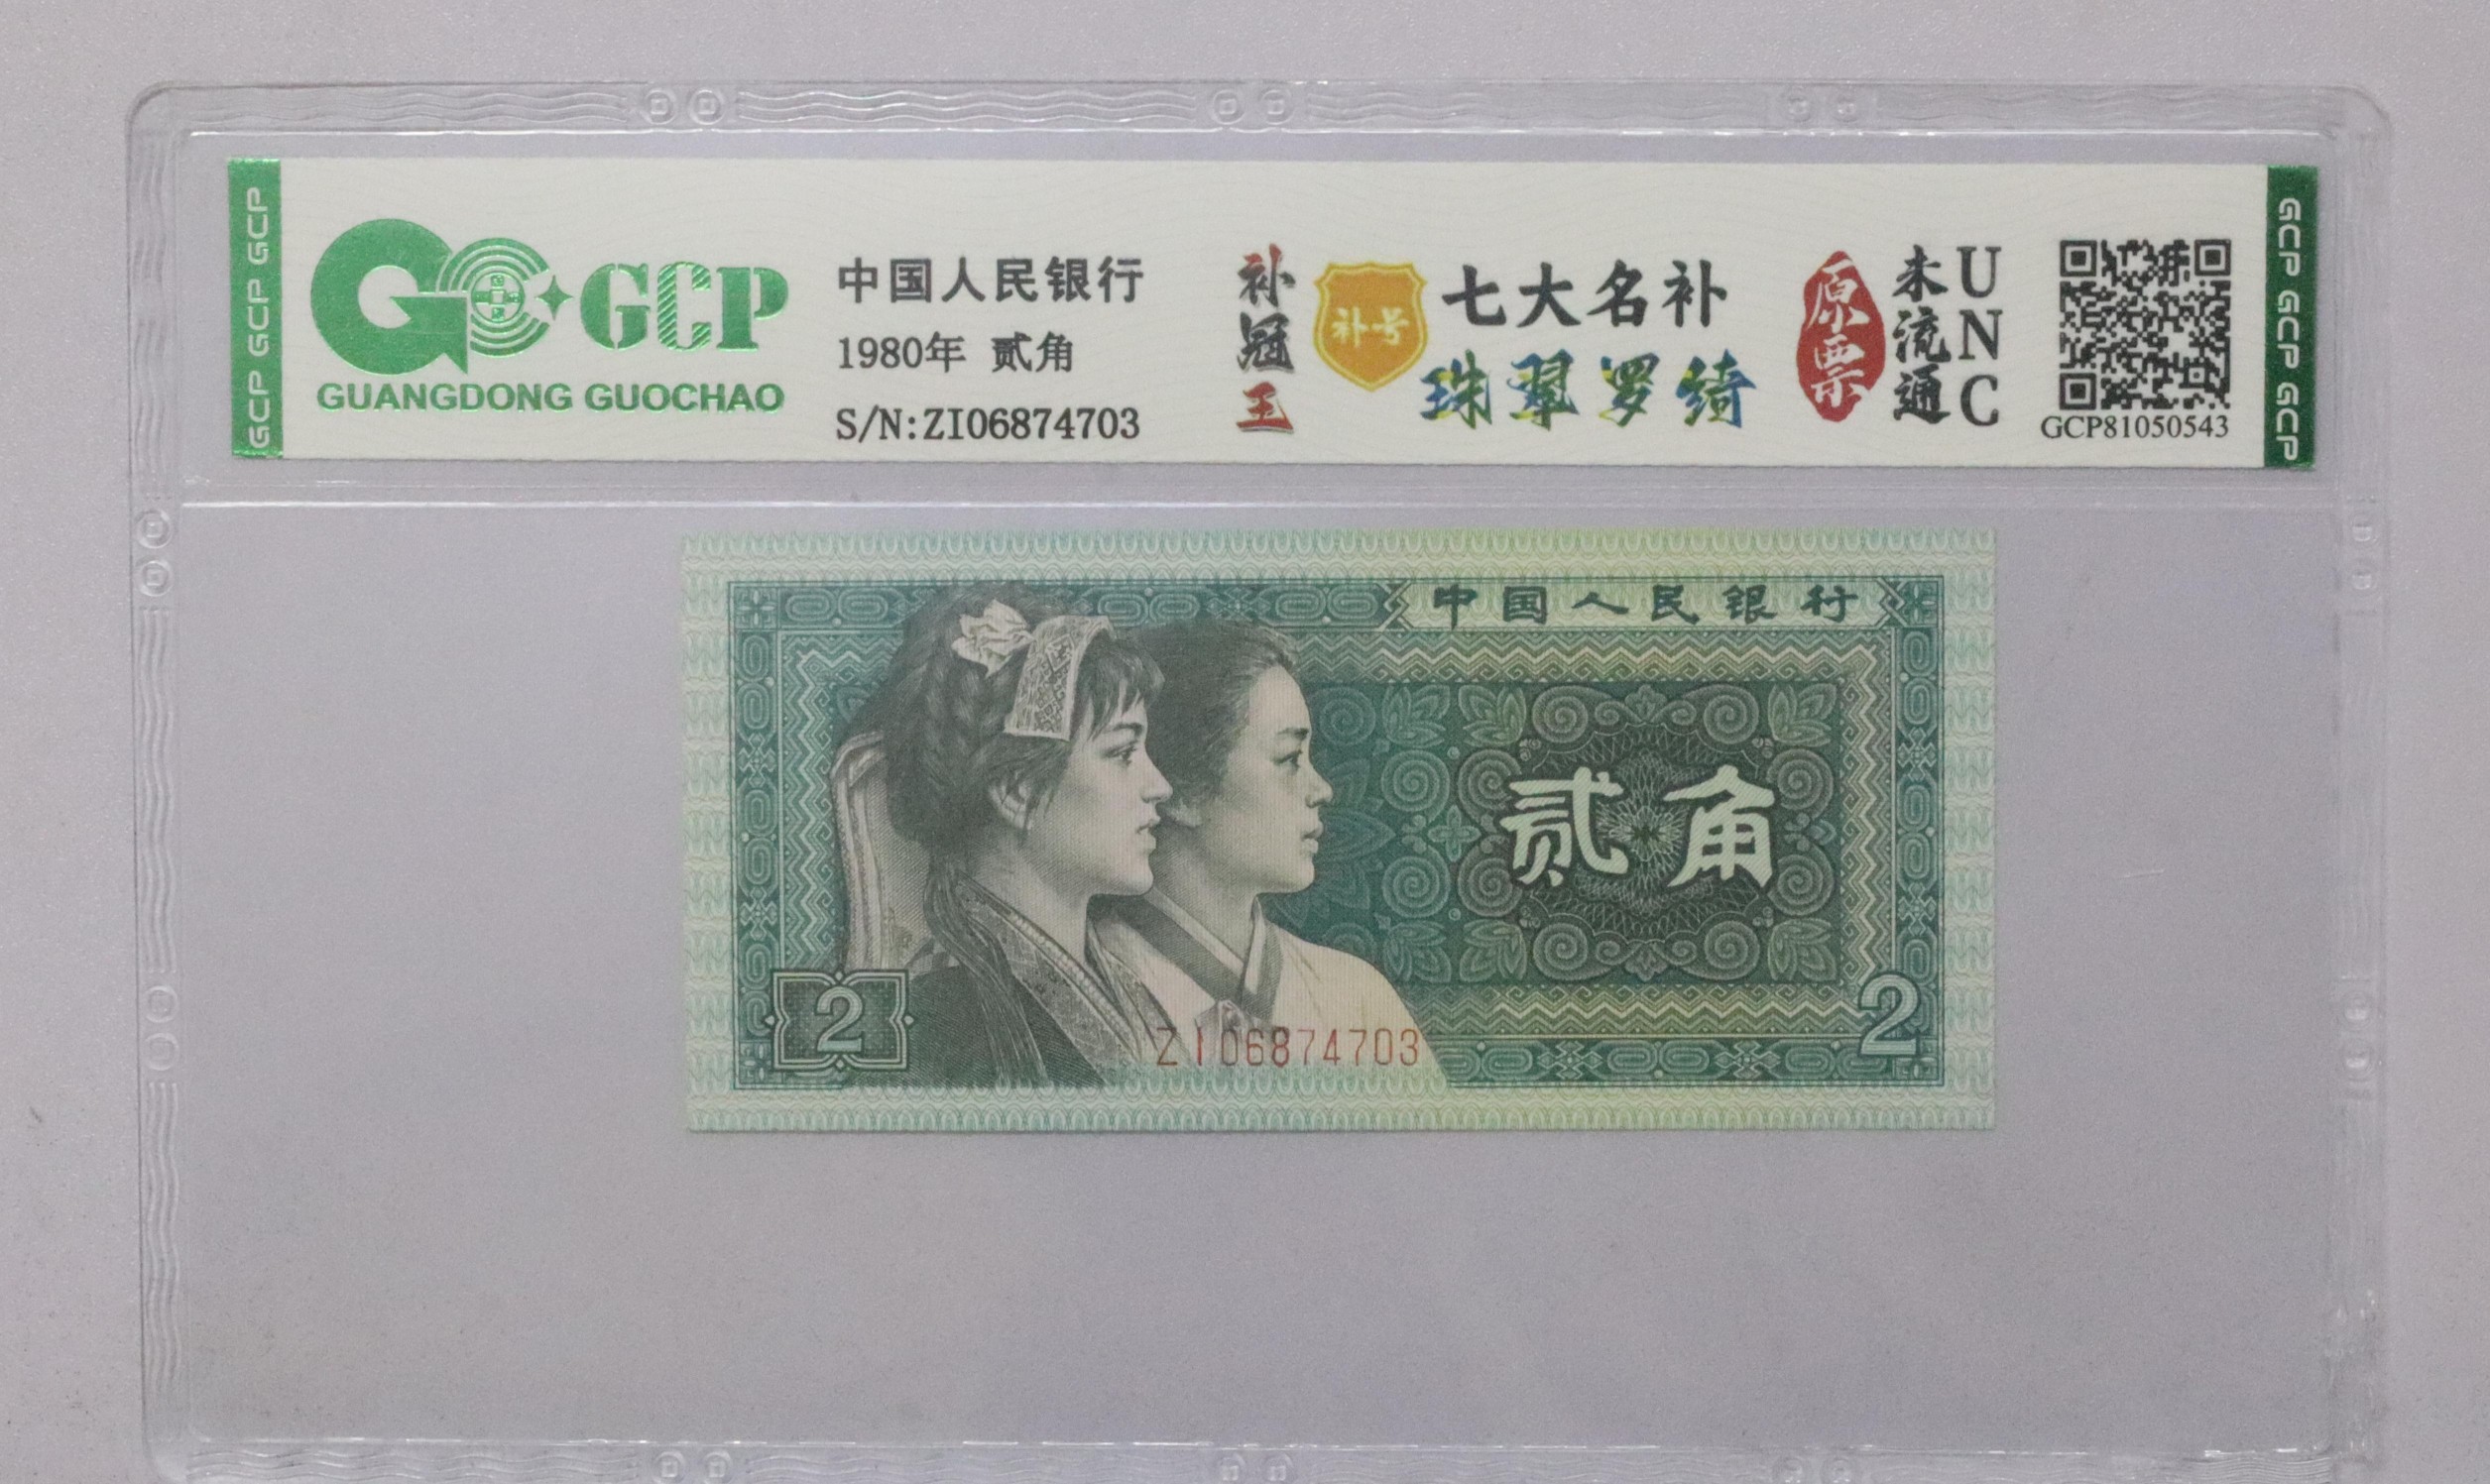 GCP GCP GCP
GCP
GUANGDONG GUOCHAO
中国人民银行
1980年 贰角
S/N:ZI06874703
补冠王
补号
七大名补
珠翠罗绮
原票
未流通
UNC
GCP81050543
GCP GCP GCP
中国人民银行
贰角
2
ZI06874703
2